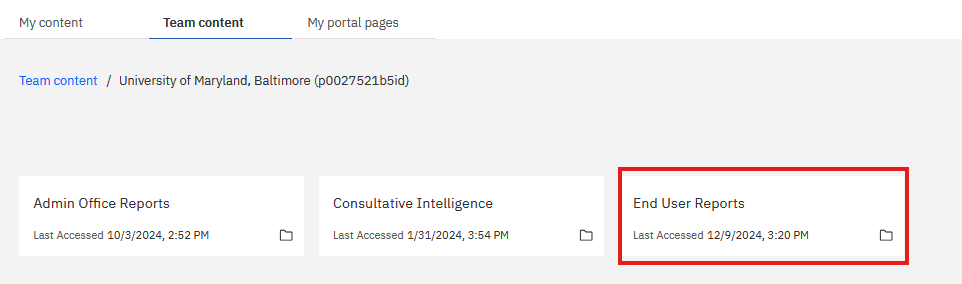 My content Team content My portal pages
Team content / University of Maryland, Baltimore (p0027521b5id)
Admin Office Reports Consultative Intelligence End User Reports
Last Accessed 10/3/2024, 2:52 PM Last Accessed 1/31/2024, 3:54 PM Last Accessed 12/9/2024, 3:20 PM